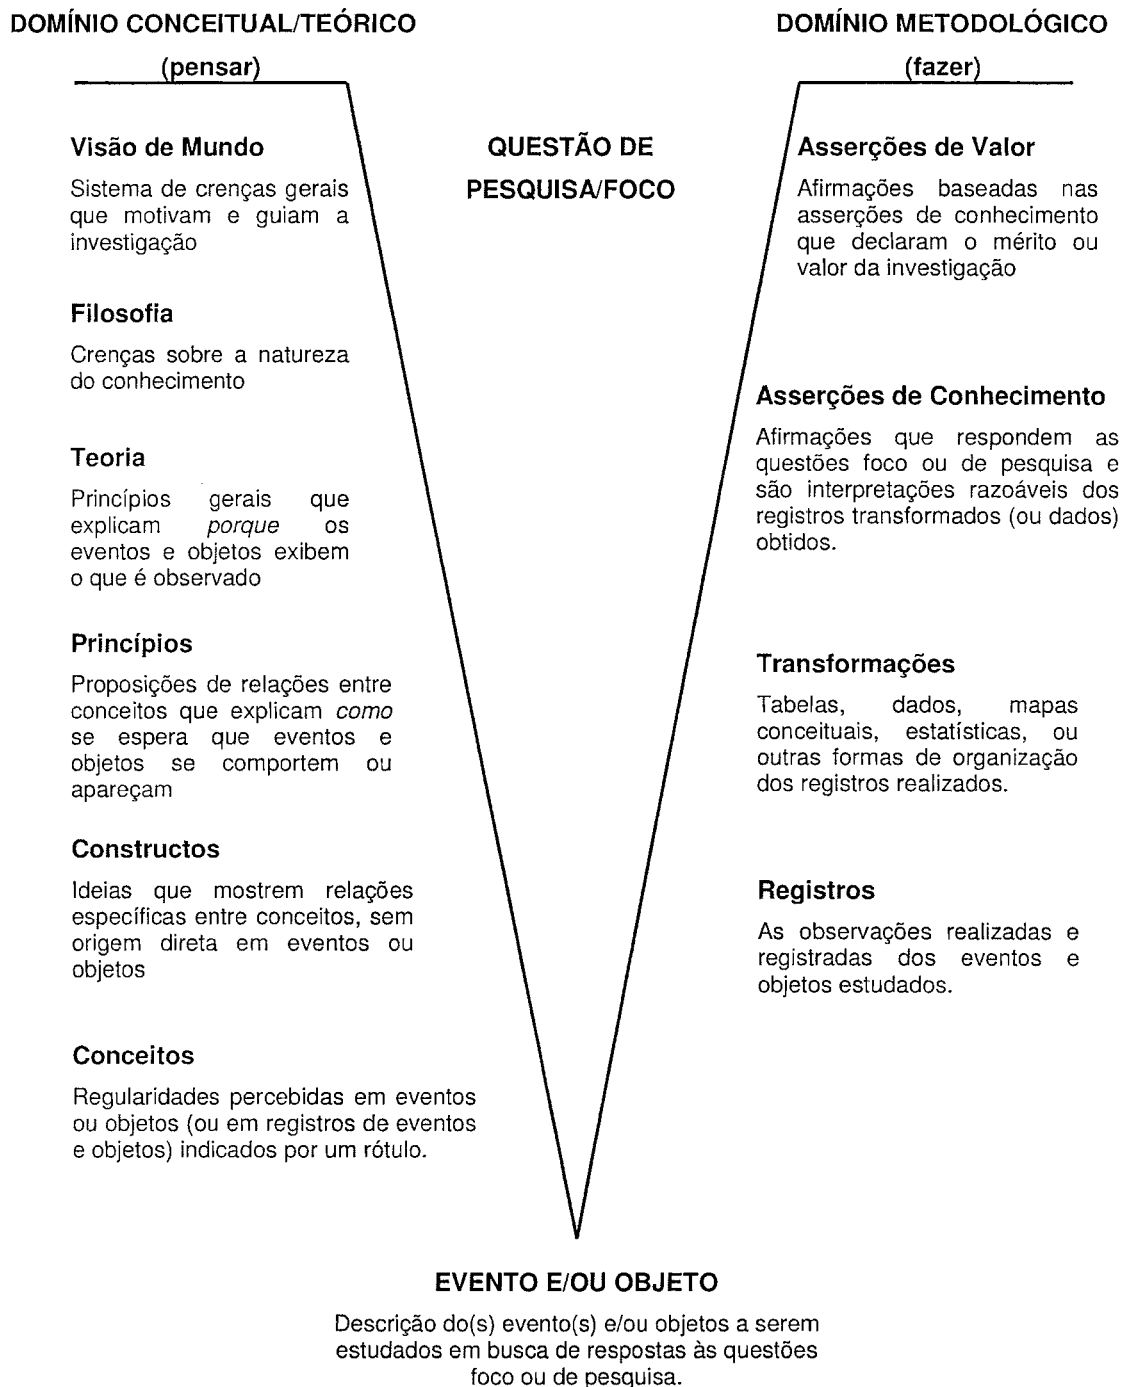 DOMÍNIO CONCEITUAL/TEÓRICO
(pensar)
Visão de Mundo
Sistema de crenças gerais
que motivam e guiam a
investigação
Filosofia
Crenças sobre a natureza
do conhecimento
Teoria
Princípios gerais que
explicam porque os
eventos e objetos exibem
o que é observado
Princípios
Proposições de relações entre
conceitos que explicam como
se espera que eventos e
objetos se comportem ou
apareçam
Constructos
Ideias que mostrem relações
específicas entre conceitos, sem
origem direta em eventos ou
objetos
Conceitos
Regularidades percebidas em eventos
ou objetos (ou em registros de eventos
e objetos) indicados por um rótulo.
QUESTÃO DE
PESQUISA/FOCO
DOMÍNIO METODOLÓGICO
(fazer)
Asserções de Valor
Afirmações baseadas nas
asserções de conhecimento
que declaram o mérito ou
valor da investigação
Asserções de Conhecimento
Afirmações que respondem as
questões foco ou de pesquisa e
são interpretações razoáveis dos
registros transformados (ou dados)
obtidos.
Transformações
Tabelas, dados, mapas
conceituais, estatísticas, ou
outras formas de organização
dos registros realizados.
Registros
As observações realizadas e
registradas dos eventos e
objetos estudados.
EVENTO E/OU OBJETO
Descrição do(s) evento(s) e/ou objetos a serem
estudados em busca de respostas às questões
foco ou de pesquisa.